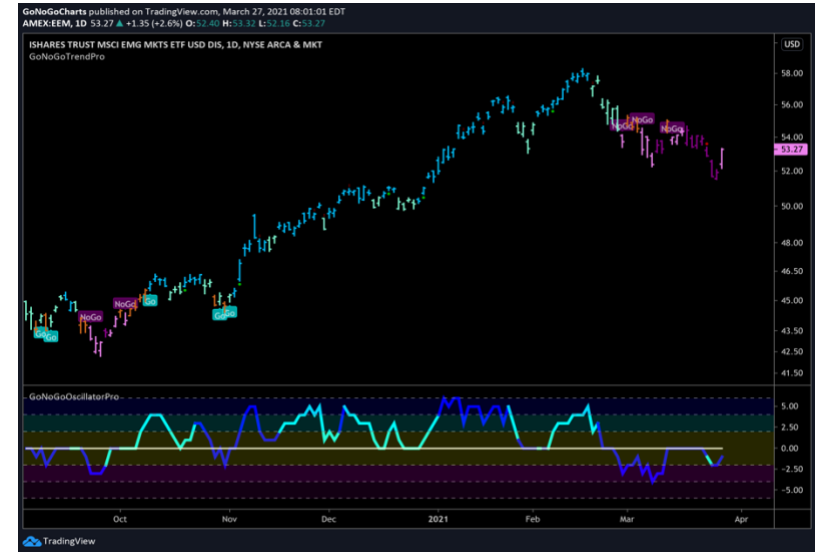 GoNoGoCharts published on TradingView.com, March 27, 2021 08:01:01 EDT
AMEX:EEM, 1D 53.27 ▲ +1.35 (+2.6%) O:52.40 H:53.32 L:52.16 C:53.27
ISHARES TRUST MSCI EMG MKTS ETF USD DIS, 1D, NYSE ARCA & MKT
USD
GoNoGoTrendPro
58.00
56.00
NoGo NoGo NoGo
54.00
53.27
52.00
50.00
48.00
46.50
45.00
NoGo Go
NoGo
Go Go
43.50
Go Go
42.50
41.50
GoNoGoOscillatorPro
5.00
2.50
0.00
−2.50
−5.00
Oct Nov Dec 2021 Feb Mar Apr
TradingView